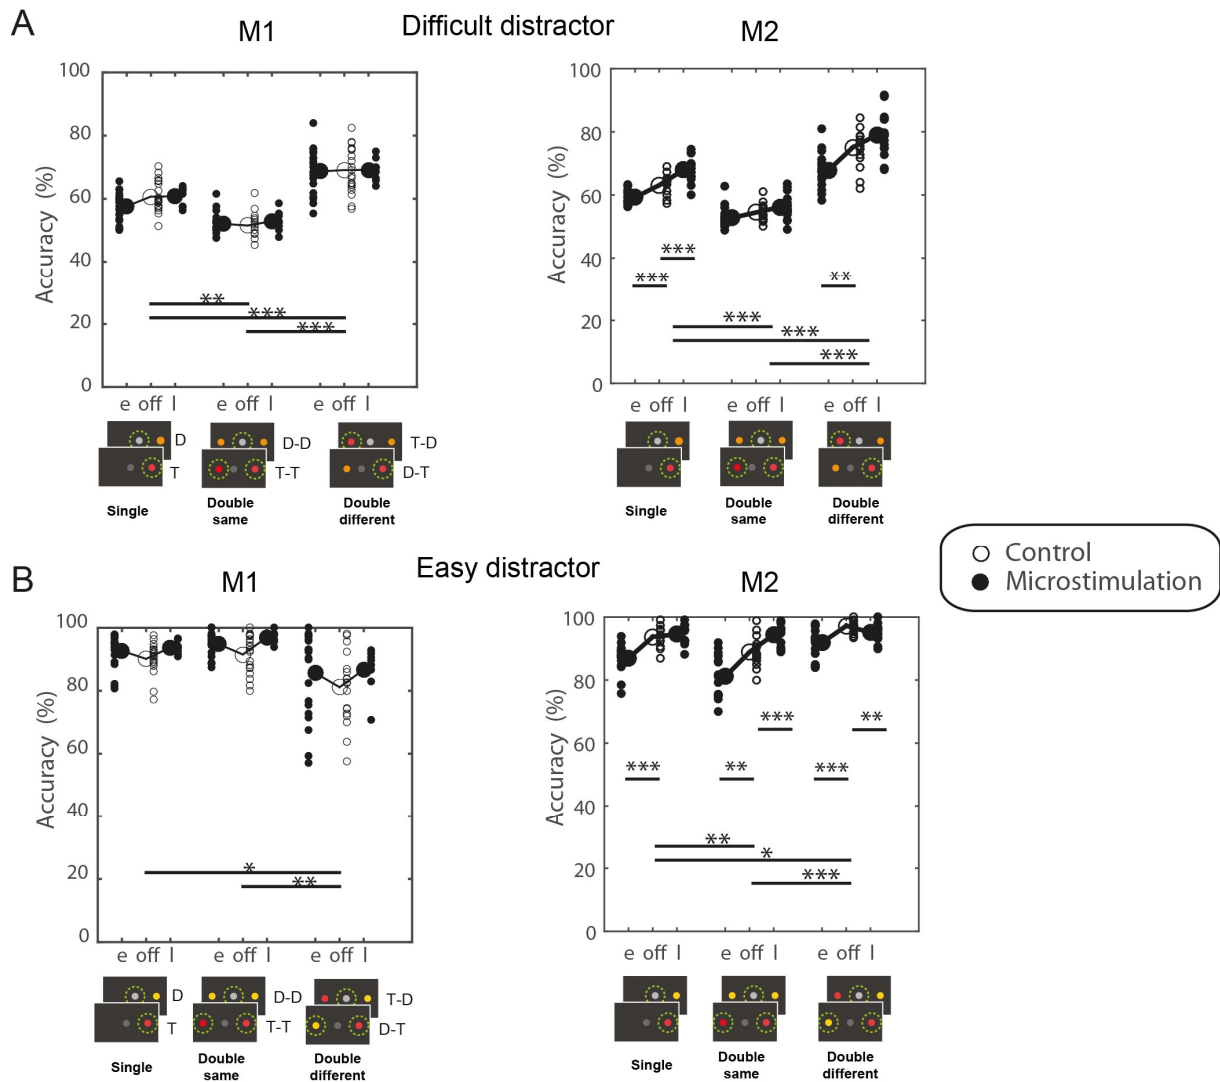 A
Difficult distractor
M1
M2
100
80
60
40
20
0
Accuracy (%)
**
***
***
e off l
e off l
e off l
D
T
D-D
T-T
T-D
D-T
Single
Double
same
Double
different
100
80
60
40
20
0
Accuracy (%)
***
***
**
***
***
***
e off l
e off l
e off l
Single
Double
same
Double
different
Control
Microstimulation
B
Easy distractor
M1
M2
100
80
60
40
20
0
Accuracy (%)
*
**
e off l
e off l
e off l
D
T
D-D
T-T
T-D
D-T
Single
Double
same
Double
different
100
80
60
40
20
0
Accuracy (%)
***
**
***
***
**
**
*
***
e off l
e off l
e off l
Single
Double
same
Double
different